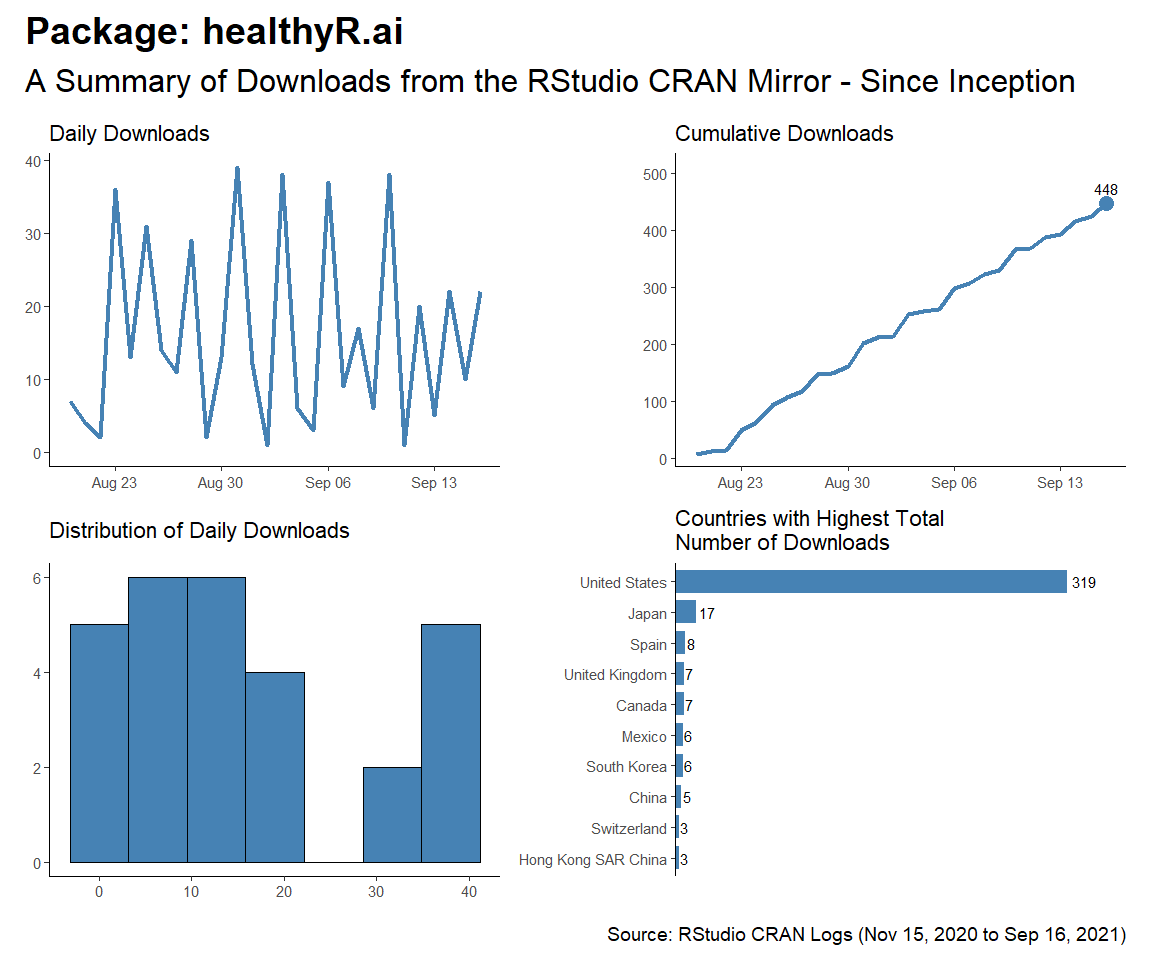 Package: healthyR.ai
A Summary of Downloads from the RStudio CRAN Mirror - Since Inception
Daily Downloads
40
30
20
10
0
Aug 23 Aug 30 Sep 06 Sep 13
Cumulative Downloads
500
400
300
200
100
0
448
Aug 23 Aug 30 Sep 06 Sep 13
Distribution of Daily Downloads
6
4
2
0
0 10 20 30 40
Countries with Highest Total
Number of Downloads
United States 319
Japan 17
Spain 8
United Kingdom 7
Canada 7
Mexico 6
South Korea 6
China 5
Switzerland 3
Hong Kong SAR China 3
Source: RStudio CRAN Logs (Nov 15, 2020 to Sep 16, 2021)